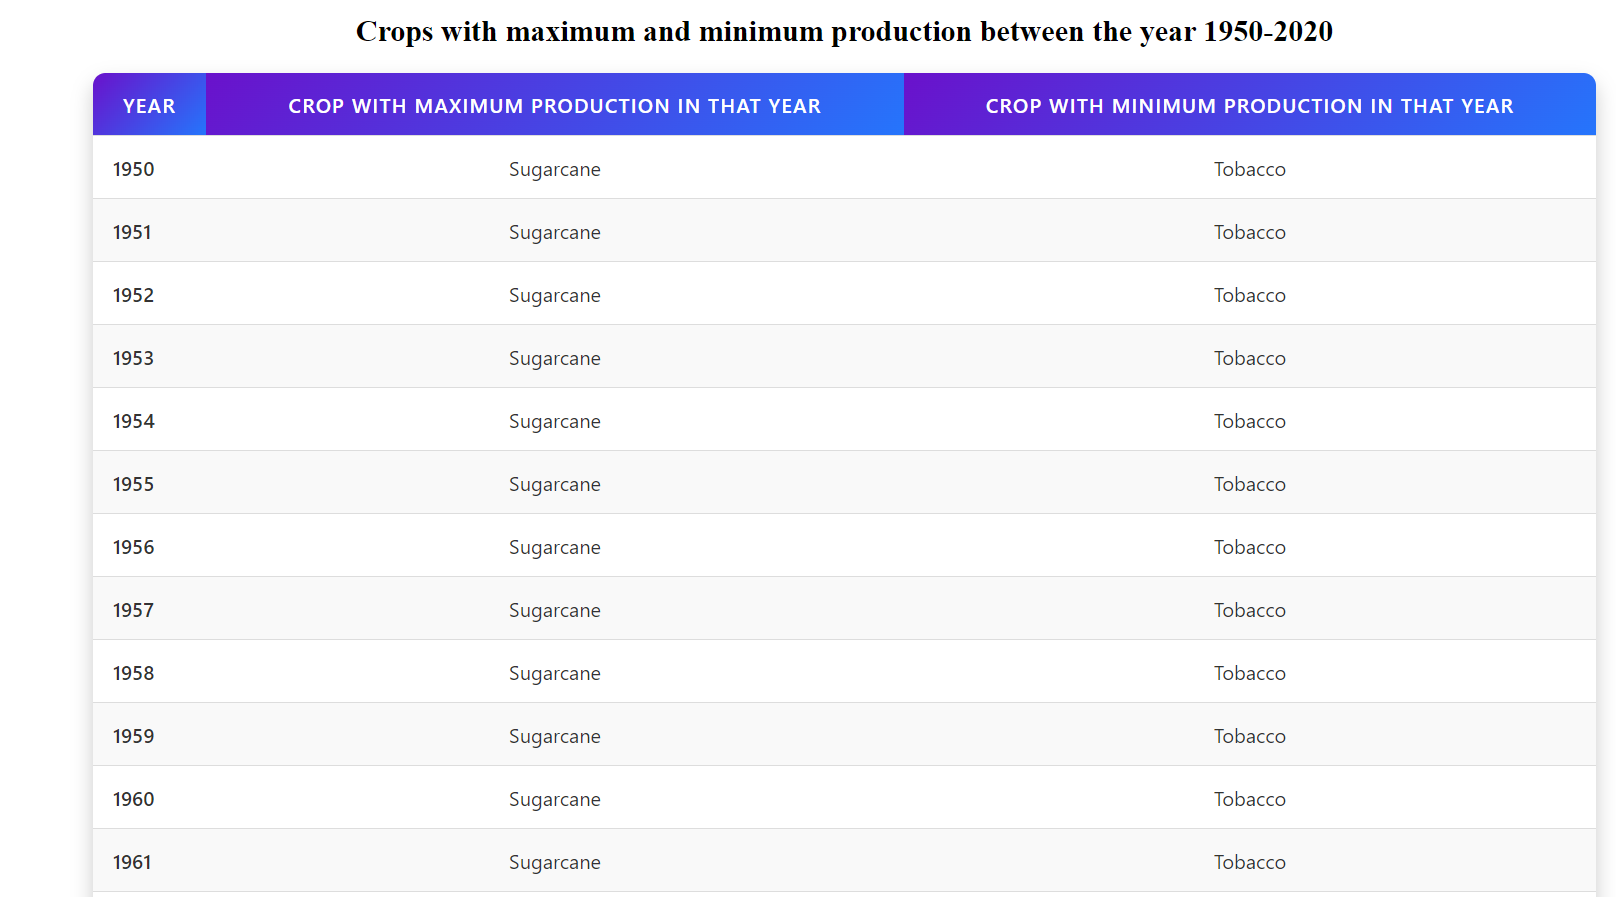 Crops with maximum and minimum production between the year 1950-2020
YEAR CROP WITH MAXIMUM PRODUCTION IN THAT YEAR CROP WITH MINIMUM PRODUCTION IN THAT YEAR
1950 Sugarcane Tobacco
1951 Sugarcane Tobacco
1952 Sugarcane Tobacco
1953 Sugarcane Tobacco
1954 Sugarcane Tobacco
1955 Sugarcane Tobacco
1956 Sugarcane Tobacco
1957 Sugarcane Tobacco
1958 Sugarcane Tobacco
1959 Sugarcane Tobacco
1960 Sugarcane Tobacco
1961 Sugarcane Tobacco